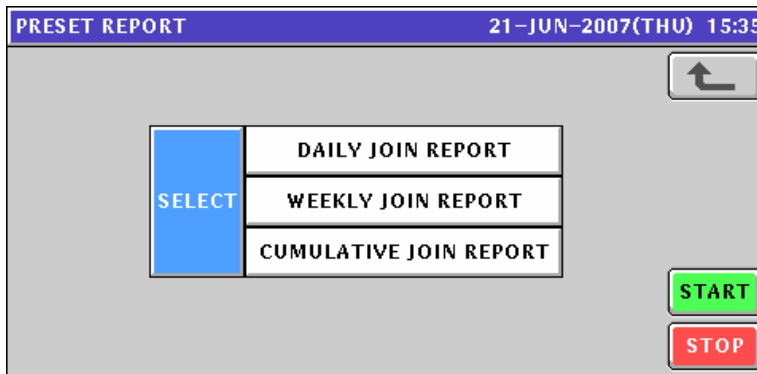 PRESET REPORT 21-JUN-2007(THU) 15:35
DAILY JOIN REPORT
SELECT WEEKLY JOIN REPORT
CUMULATIVE JOIN REPORT
START
STOP